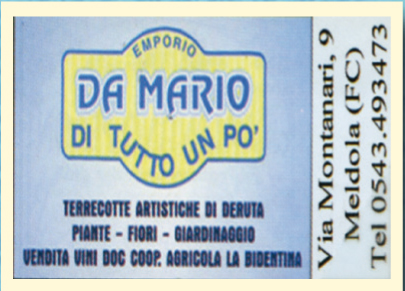 EMPORIO
DA MARIO
DI TUTTO UN PO'
TERRECOTTE ARTISTICHE DI DERUTA
PIANTE - FIORI - GIARDINAGGIO
VENDITA VINI DOC COOP. AGRICOLA LA BIDENTINA
Via Montanari, 9
Meldola (FC)
Tel 0543.493473